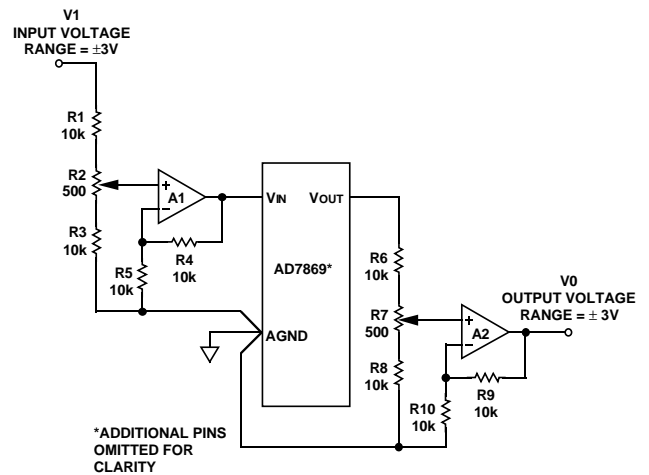 V1
INPUT VOLTAGE
RANGE = ±3V
R1
10k
R2
500
R3
10k
+
A1
–
R4
10k
R5
10k
VIN
VOUT
AD7869*
AGND
R6
10k
R7
500
R8
10k
+
A2
–
R9
10k
R10
10k
V0
OUTPUT VOLTAGE
RANGE = ± 3V
*ADDITIONAL PINS
OMITTED FOR
CLARITY